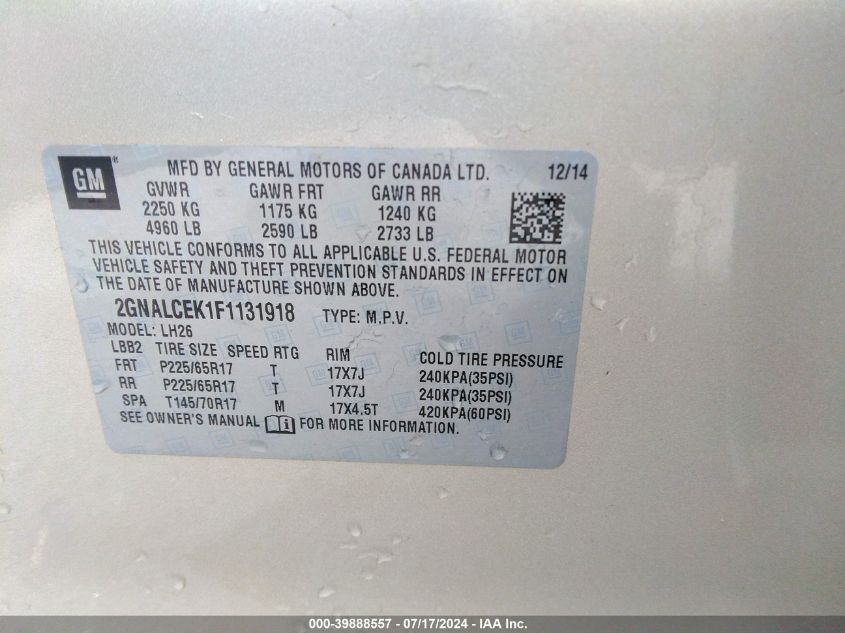 GM ® MFD BY GENERAL MOTORS OF CANADA LTD. 12/14
GVWR GAWR FRT GAWR RR
2250 KG 1175 KG 1240 KG
4960 LB 2590 LB 2733 LB
THIS VEHICLE CONFORMS TO ALL APPLICABLE U.S. FEDERAL MOTOR
VEHICLE SAFETY AND THEFT PREVENTION STANDARDS IN EFFECT ON
THE DATE OF MANUFACTURE SHOWN ABOVE.
2GNALCEK1F1131918 TYPE: M.P.V.
MODEL: LH26
LBB2 TIRE SIZE SPEED RTG RIM COLD TIRE PRESSURE
FRT P225/65R17 T 17X7J 240KPA(35PSI)
RR P225/65R17 T 17X7J 240KPA(35PSI)
SPA T145/70R17 M 17X4.5T 420KPA(60PSI)
SEE OWNER'S MANUAL i FOR MORE INFORMATION.
000-39888557 - 07/17/2024 - IAA Inc.